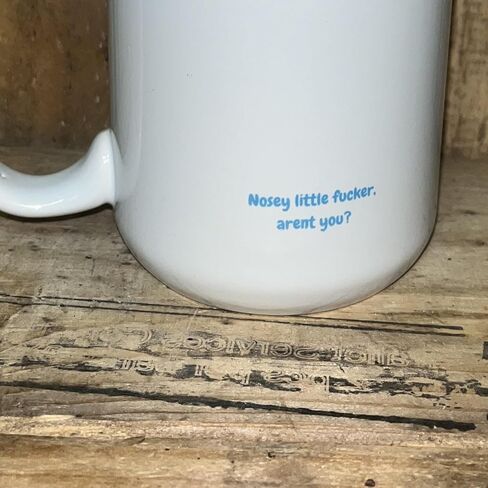 Nosey little fucker.
arent you?